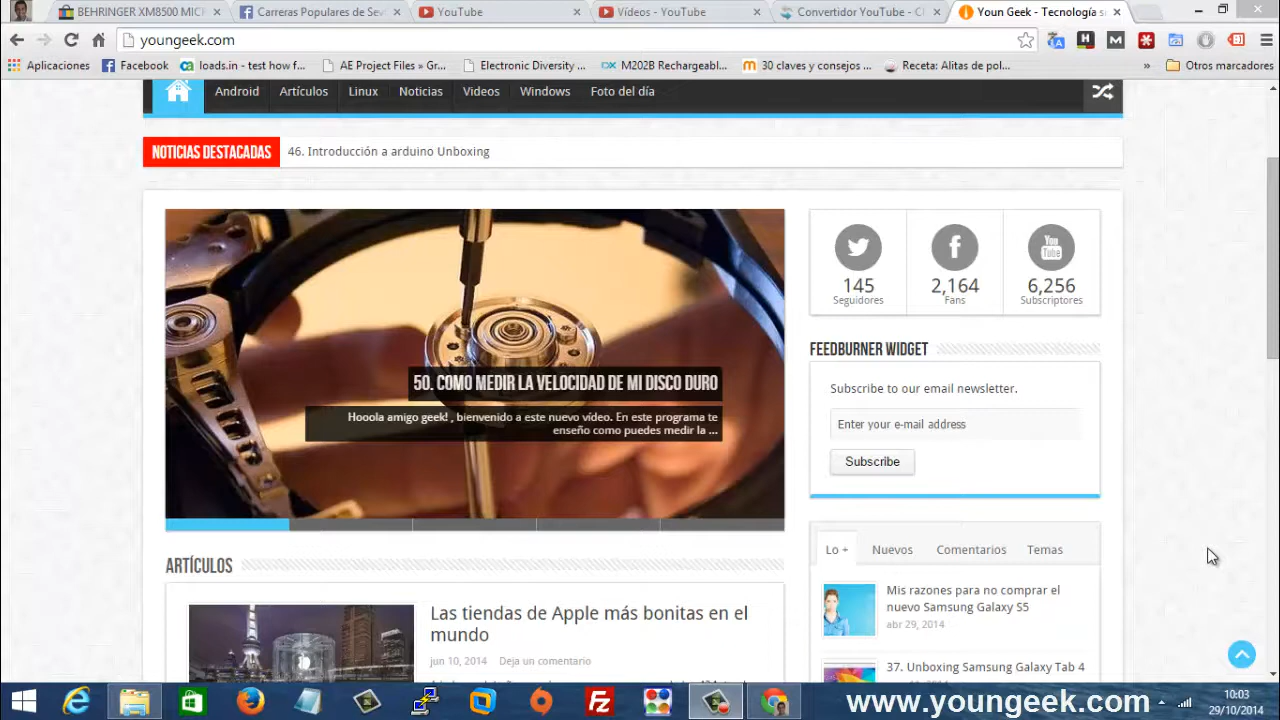 BEHRINGER XM8500 MIC
Carreras Populares de Se
YouTube
Vídeos - YouTube
Convertidor YouTube - C
Youn Geek - Tecnología s
youngeek.com
Aplicaciones
Facebook
loads.in - test how f...
AE Project Files » Gr...
Electronic Diversity ...
M202B Rechargeabl...
30 claves y consejos ...
Receta: Alitas de pol...
»
Otros marcadores
Android
Artículos
Linux
Noticias
Videos
Windows
Foto del día
NOTICIAS DESTACADAS
46. Introducción a arduino Unboxing
50. COMO MEDIR LA VELOCIDAD DE MI DISCO DURO
Hooola amigo geek! , bienvenido a este nuevo vídeo. En este programa te
enseño como puedes medir la ...
145
Seguidores
2,164
Fans
You Tube
6,256
Subscriptores
FEEDBURNER WIDGET
Subscribe to our email newsletter.
Enter your e-mail address
Subscribe
Lo +
Nuevos
Comentarios
Temas
Mis razones para no comprar el
nuevo Samsung Galaxy S5
abr 29, 2014
37. Unboxing Samsung Galaxy Tab 4
ARTÍCULOS
Las tiendas de Apple más bonitas en el
mundo
jun 10, 2014
Deja un comentario
www.youngeek.com
10:03
29/10/2014